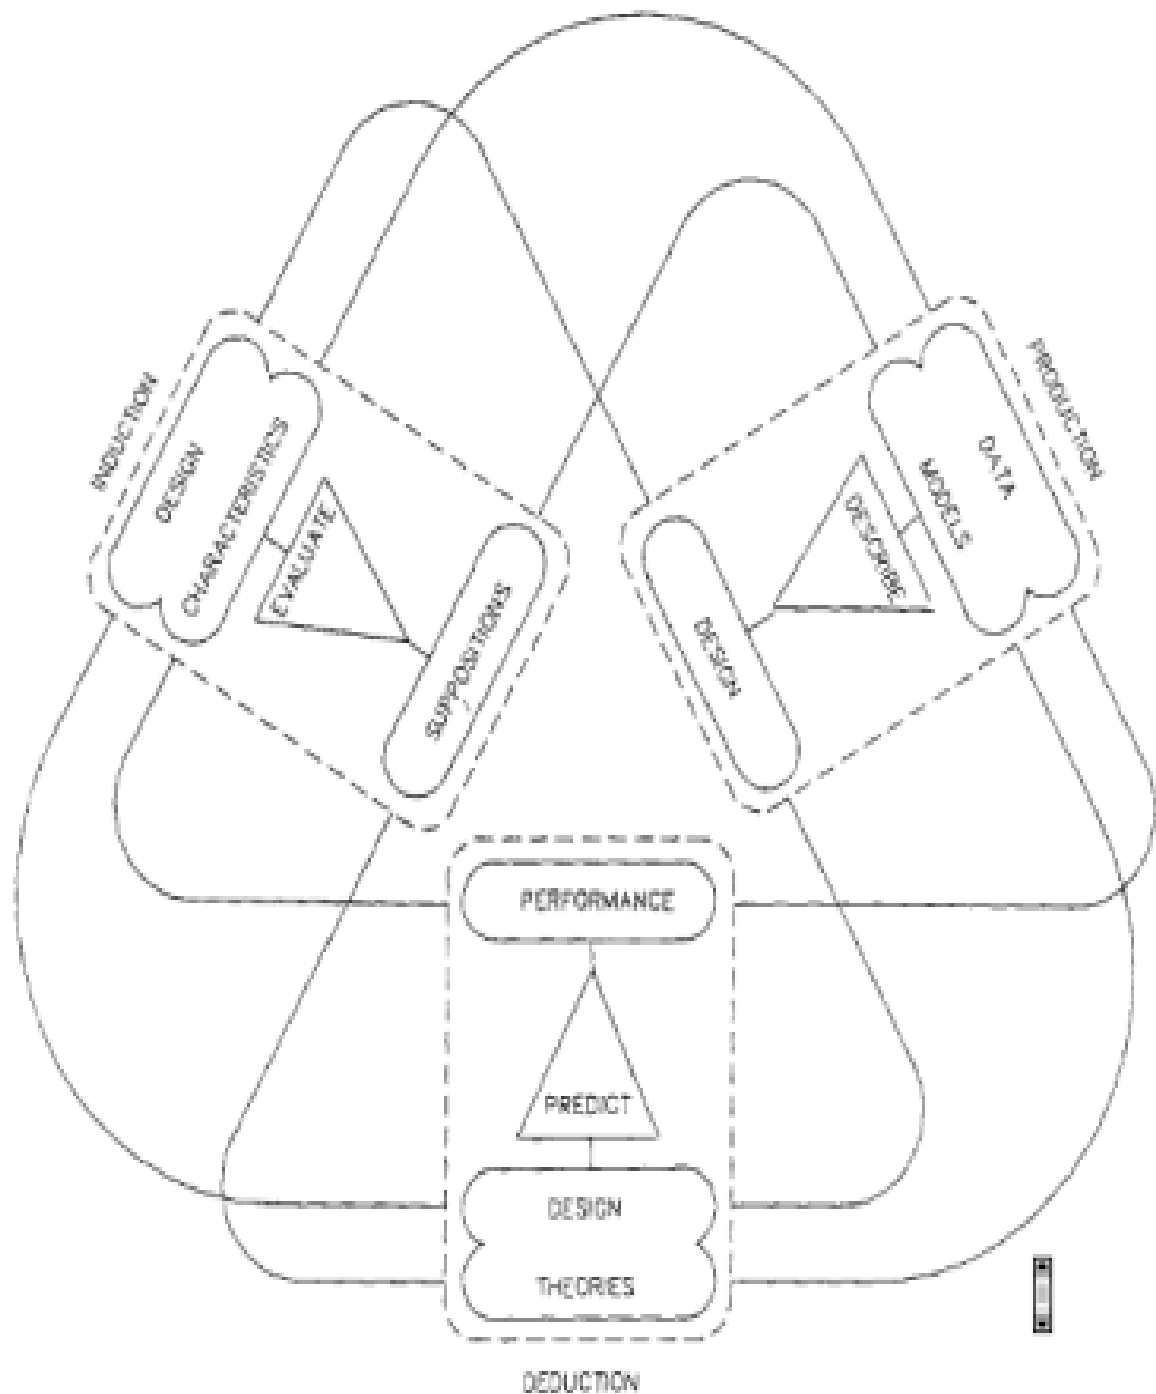 INDUCTION
DESIGN
CHARACTERISTICS
EVALUATE
SUPPOSITIONS
PRODUCTION
DATA
MODELS
DESCRIBE
DESIGN
PERFORMANCE
PREDICT
DESIGN
THEORIES
DEDUCTION